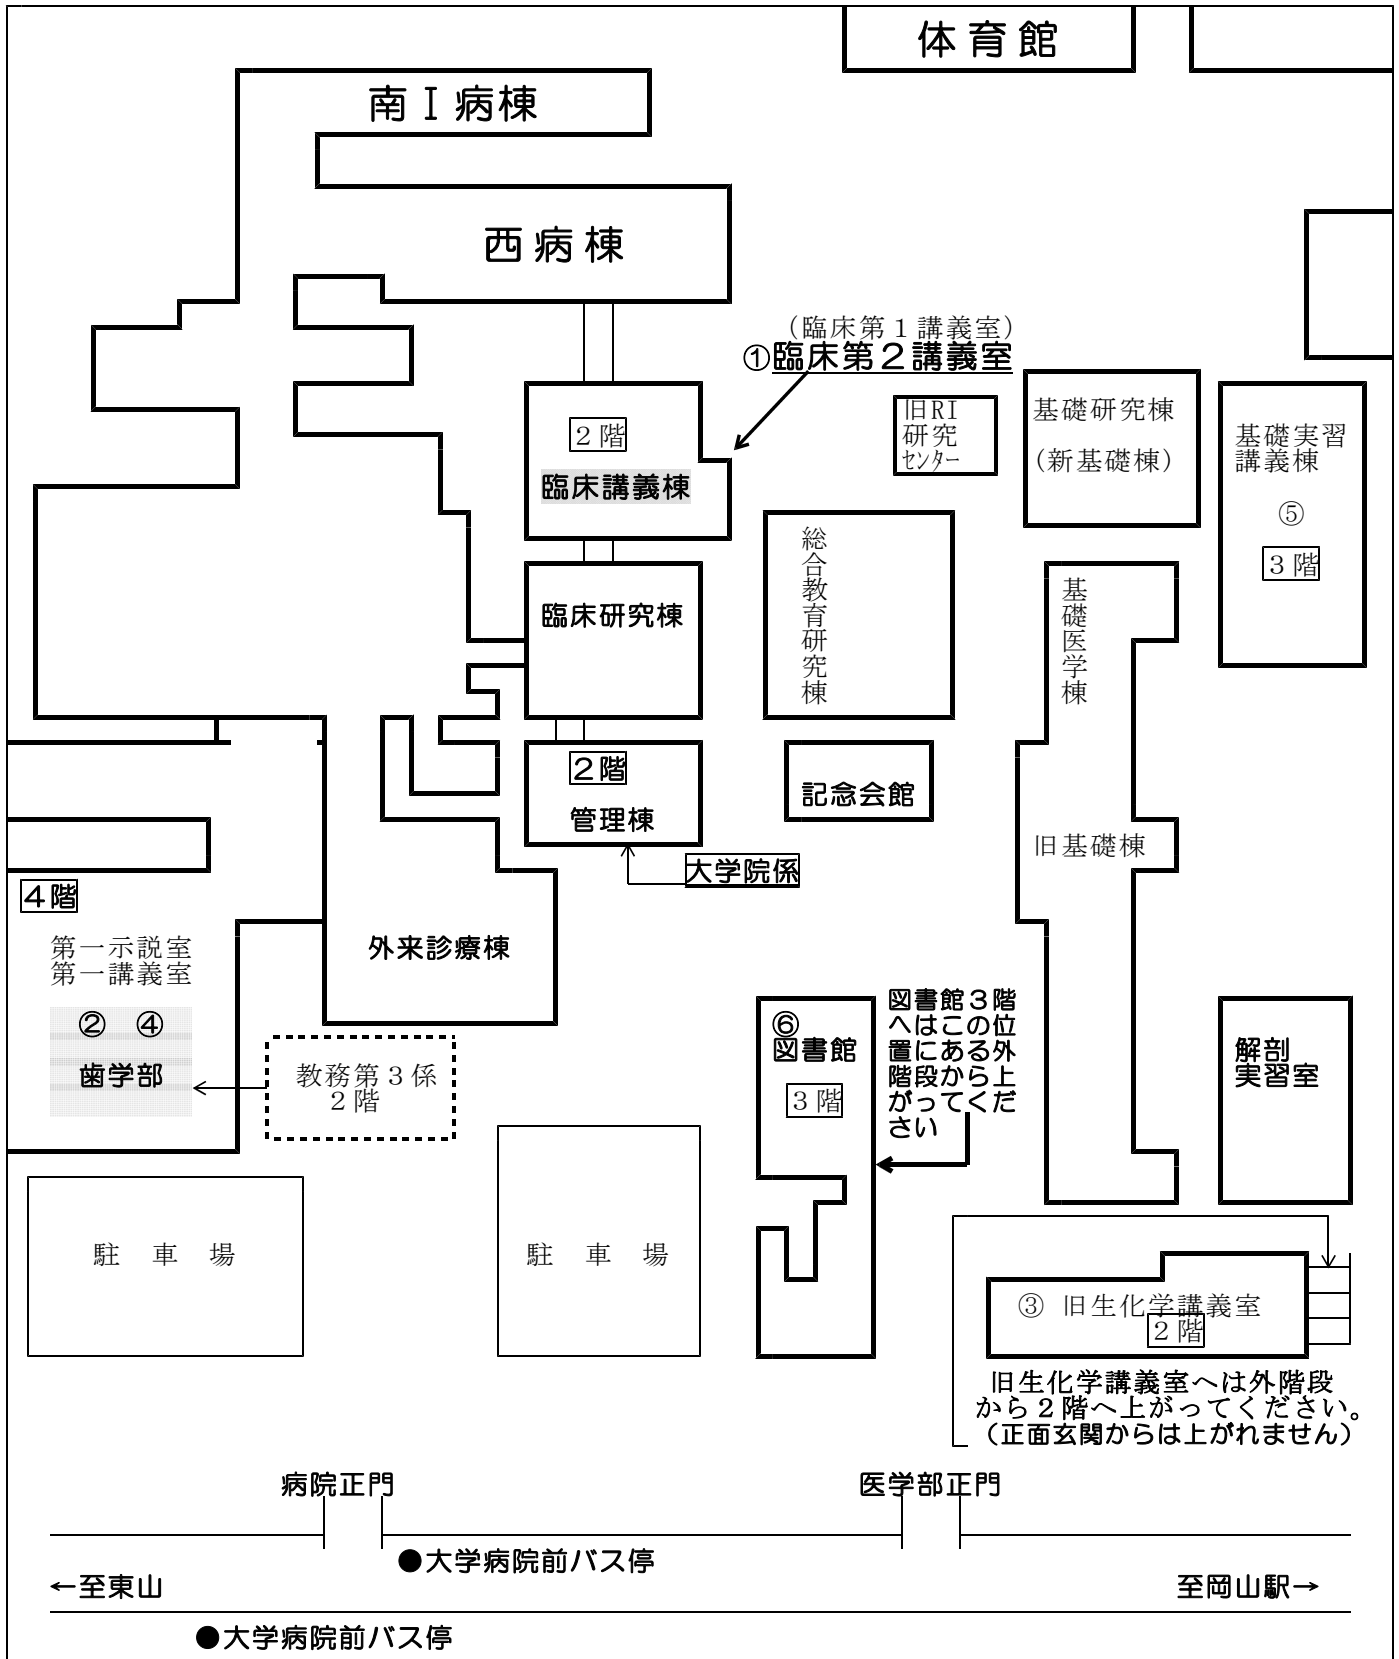 体育館
南Ⅰ病棟
西病棟
（臨床第１講義室）
①臨床第２講義室
２階
臨床講義棟
旧RI
研究
センター
基礎研究棟
（新基礎棟）
基礎実習
講義棟
⑤
３階
総合教育研究棟
臨床研究棟
基礎医学棟
２階
管理棟
記念会館
旧基礎棟
大学院係
４階
第一示説室
第一講義室
②　④
歯学部
外来診療棟
教務第３係
２階
⑥
図書館
３階
図書館３階
へはこの位
置にある外
階段から上
がってくだ
さい
解剖
実習室
駐　車　場
駐　車　場
③　旧生化学講義室
２階
旧生化学講義室へは外階段
から２階へ上がってください。
（正面玄関からは上がれません）
病院正門
医学部正門
●大学病院前バス停
←至東山
至岡山駅→
●大学病院前バス停